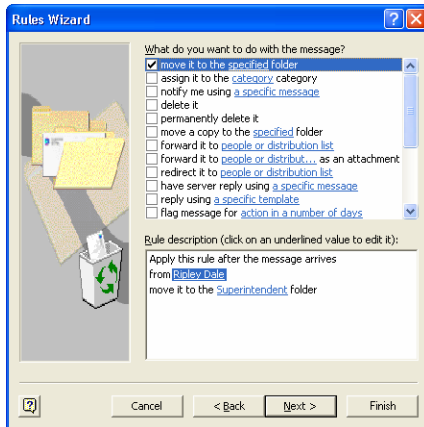 Rules Wizard
What do you want to do with the message?
move it to the specified folder
assign it to the category category
notify me using a specific message
delete it
permanently delete it
move a copy to the specified folder
forward it to people or distribution list
forward it to people or distribut... as an attachment
redirect it to people or distribution list
have server reply using a specific message
reply using a specific template
flag message for action in a number of days
Rule description (click on an underlined value to edit it):
Apply this rule after the message arrives
from Ripley Dale
move it to the Superintendent folder
Cancel
< Back
Next >
Finish